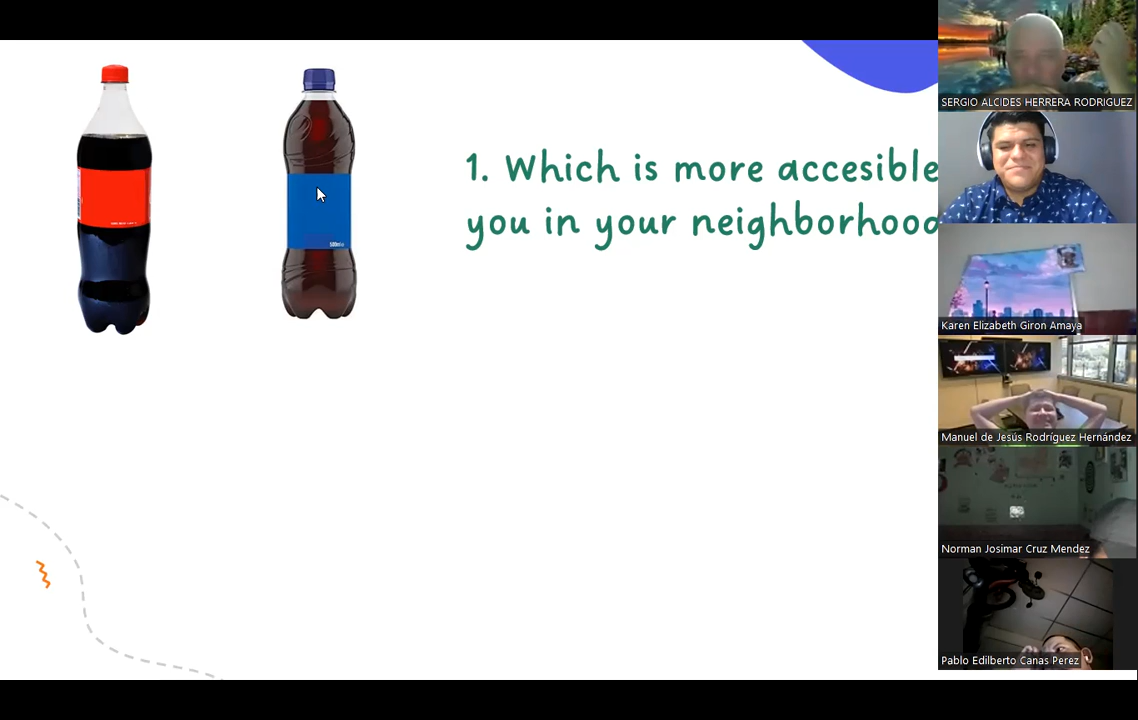 1. Which is more accesible
you in your neighborhood
500ml
SERGIO ALCIDES HERRERA RODRIGUEZ
Karen Elizabeth Giron Amaya
Manuel de Jesús Rodríguez Hernández
Norman Josimar Cruz Mendez
Pablo Edilberto Canas Perez